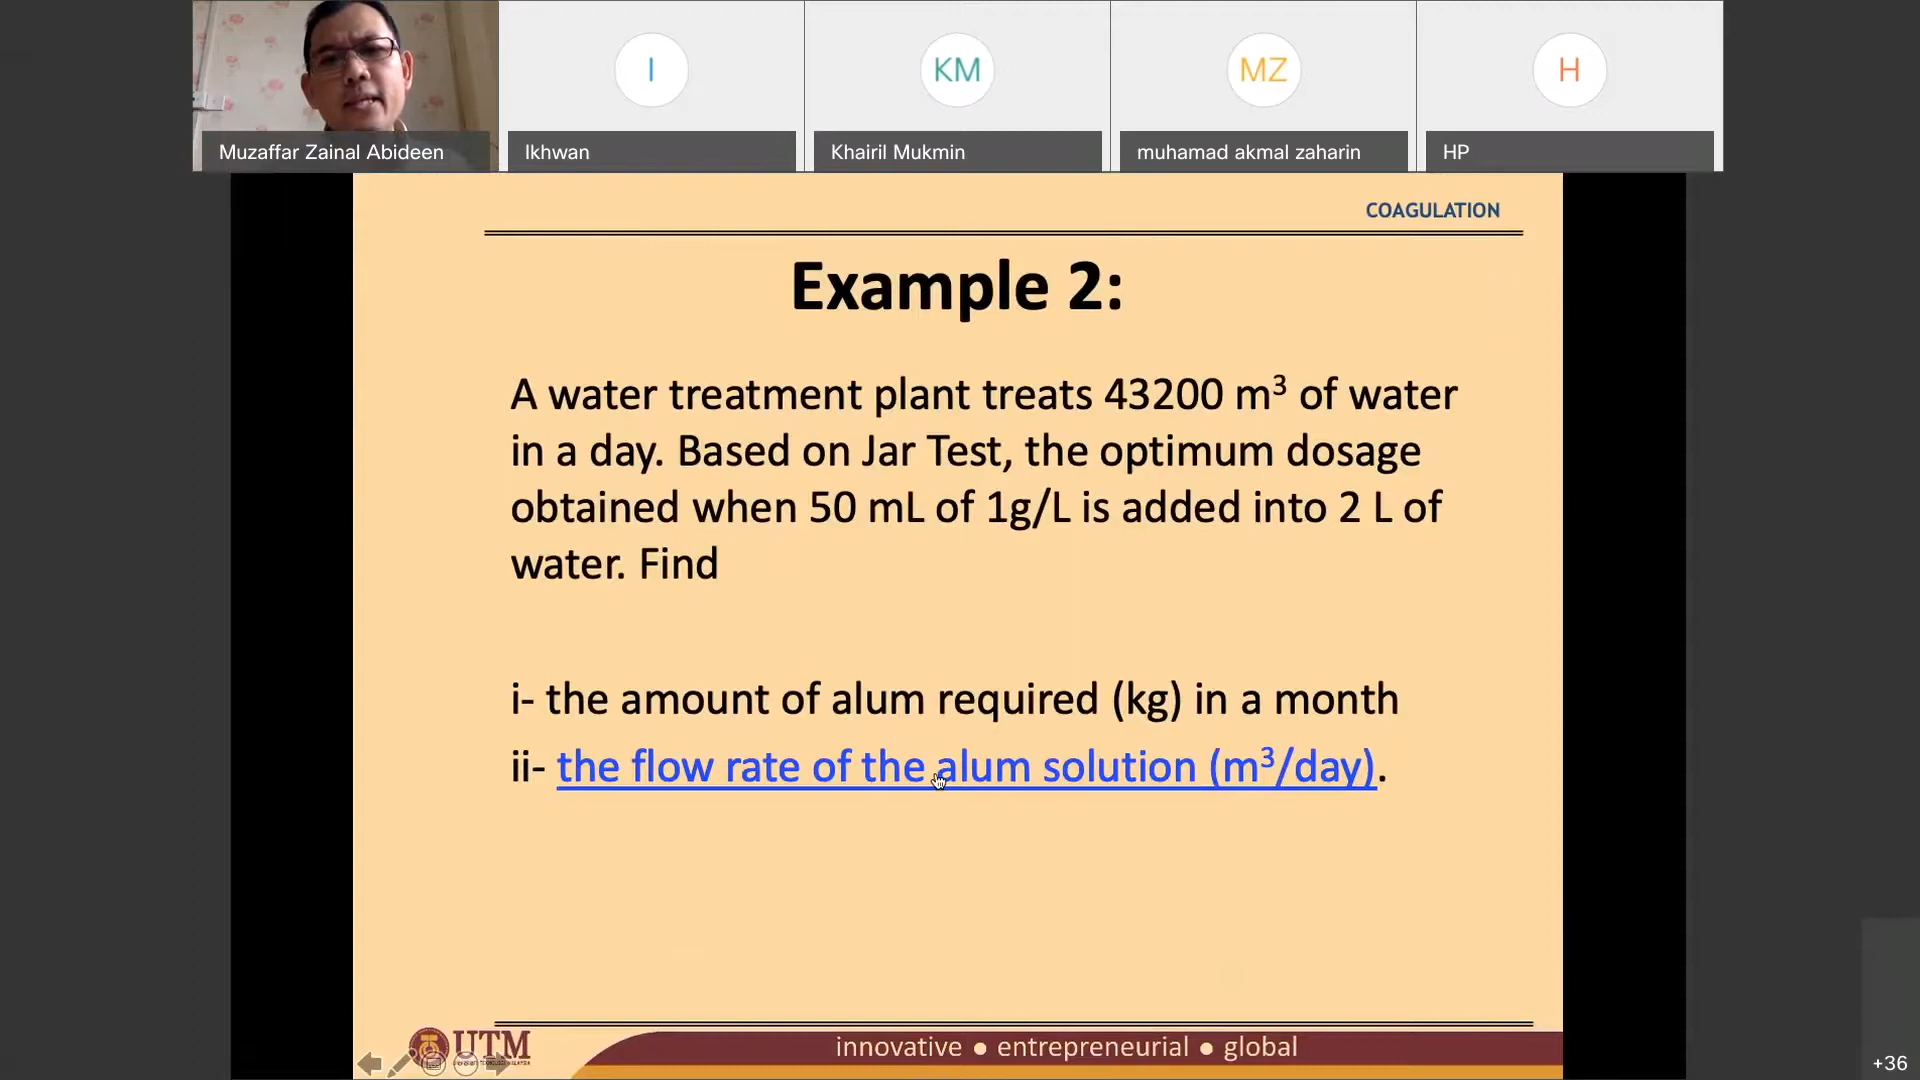 I
KM
MZ
H
Muzaffar Zainal Abideen
Ikhwan
Khairil Mukmin
muhamad akmal zaharin
HP
COAGULATION
Example 2:
A water treatment plant treats 43200 m³ of water
in a day. Based on Jar Test, the optimum dosage
obtained when 50 mL of 1g/L is added into 2 L of
water. Find
i- the amount of alum required (kg) in a month
ii- the flow rate of the alum solution (m³/day).
UTM
innovative ● entrepreneurial ● global
+36